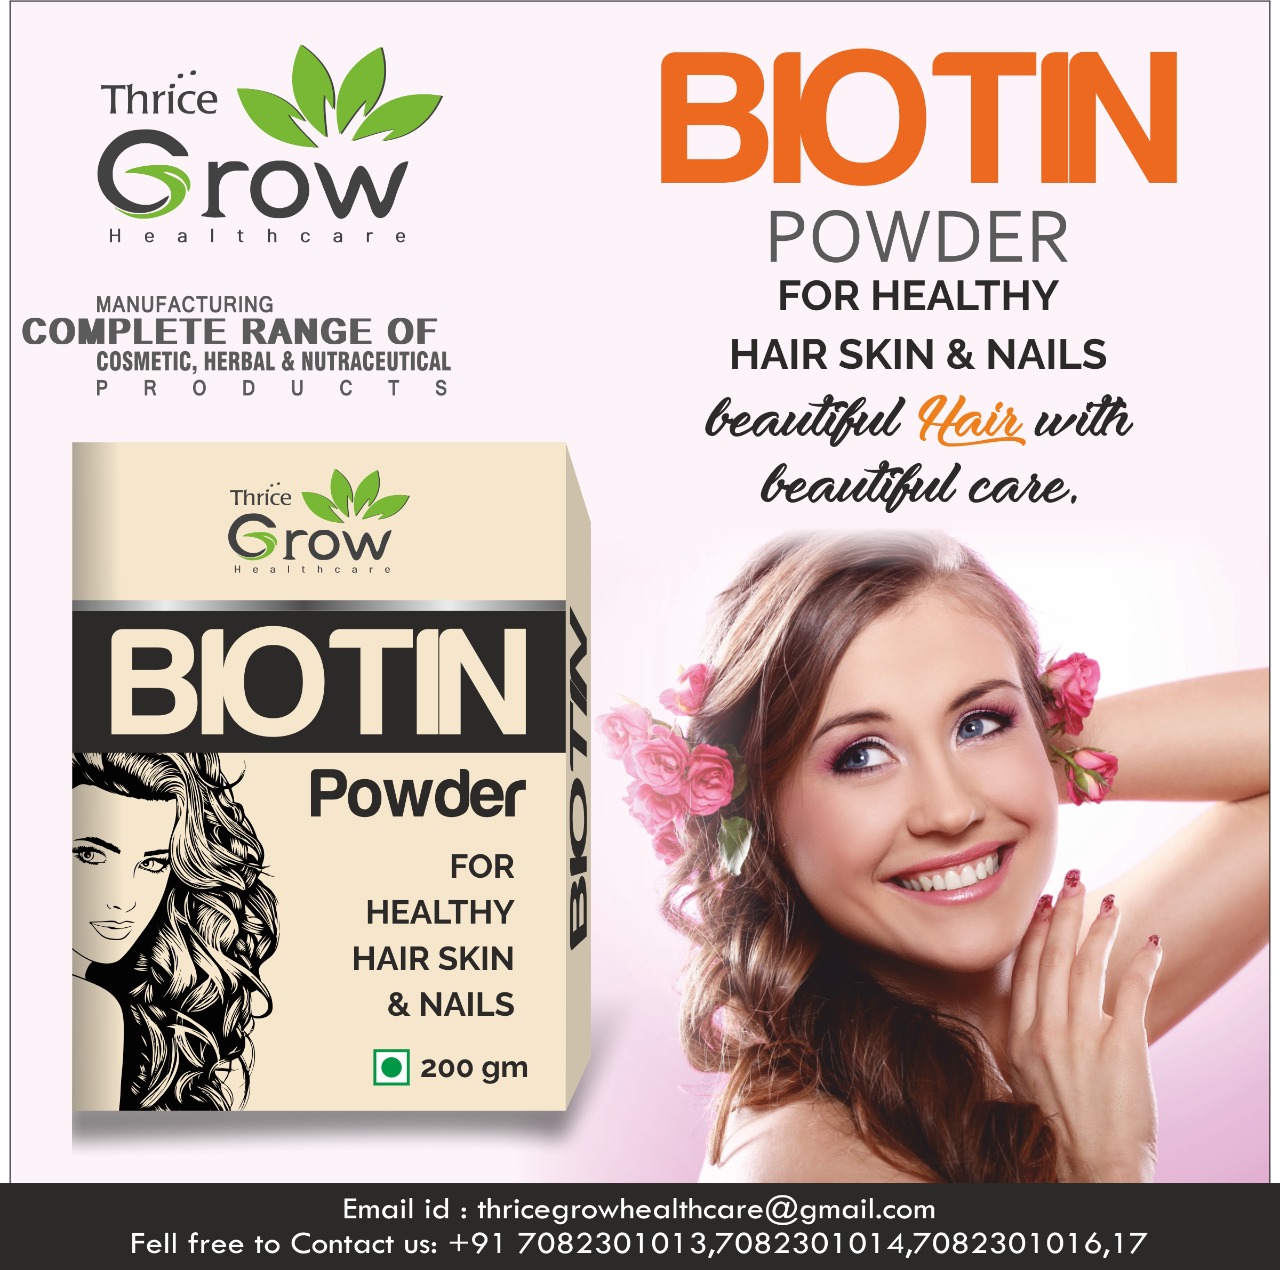 Thrice
Grow
Healthcare
MANUFACTURING
COMPLETE RANGE OF
COSMETIC, HERBAL & NUTRACEUTICAL
PRODUCTS
BIOTIN
POWDER
FOR HEALTHY
HAIR SKIN & NAILS
beautiful Hair with
beautiful care.
Thrice
Grow
Healthcare
BIOTIN
Powder
FOR
HEALTHY
HAIR SKIN
& NAILS
200 gm
BIOTIN
Email id : thricegrowhealthcare@gmail.com
Fell free to Contact us: +91 7082301013,7082301014,7082301016,17